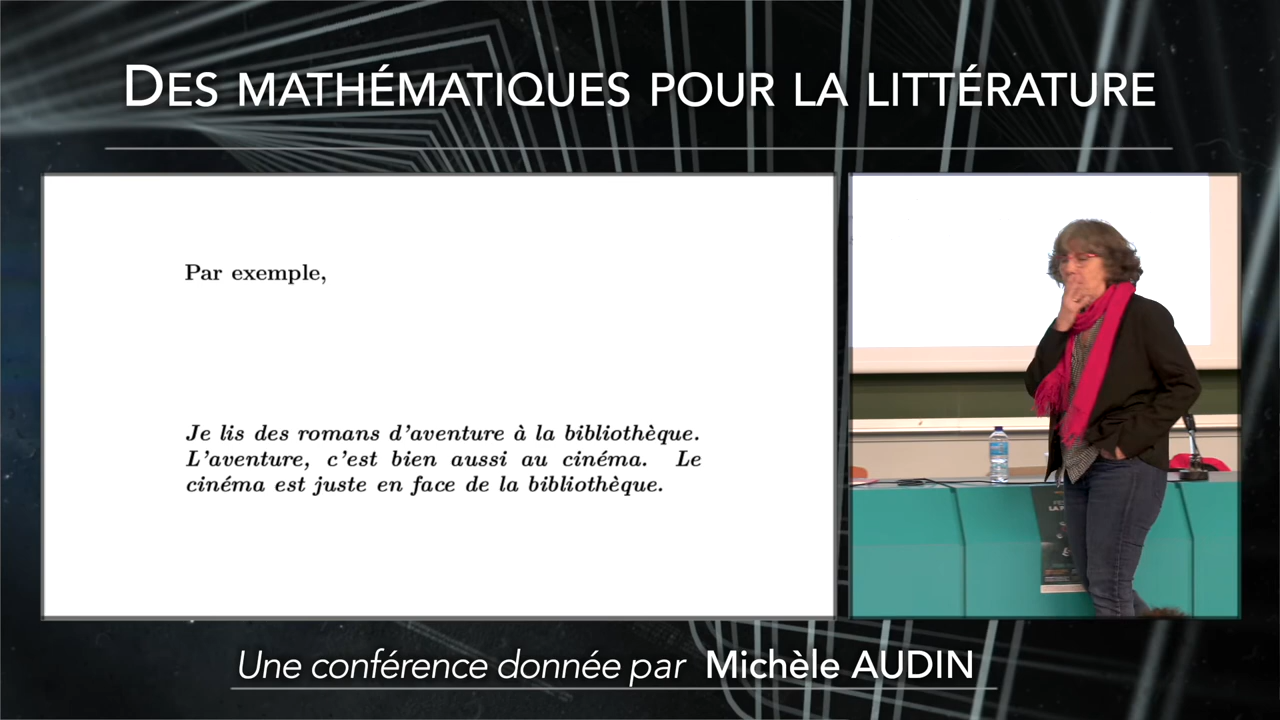 DES MATHÉMATIQUES POUR LA LITTÉRATURE
Par exemple,
Je lis des romans d'aventure à la bibliothèque.
L'aventure, c'est bien aussi au cinéma. Le
cinéma est juste en face de la bibliothèque.
Une conférence donnée par Michèle AUDIN